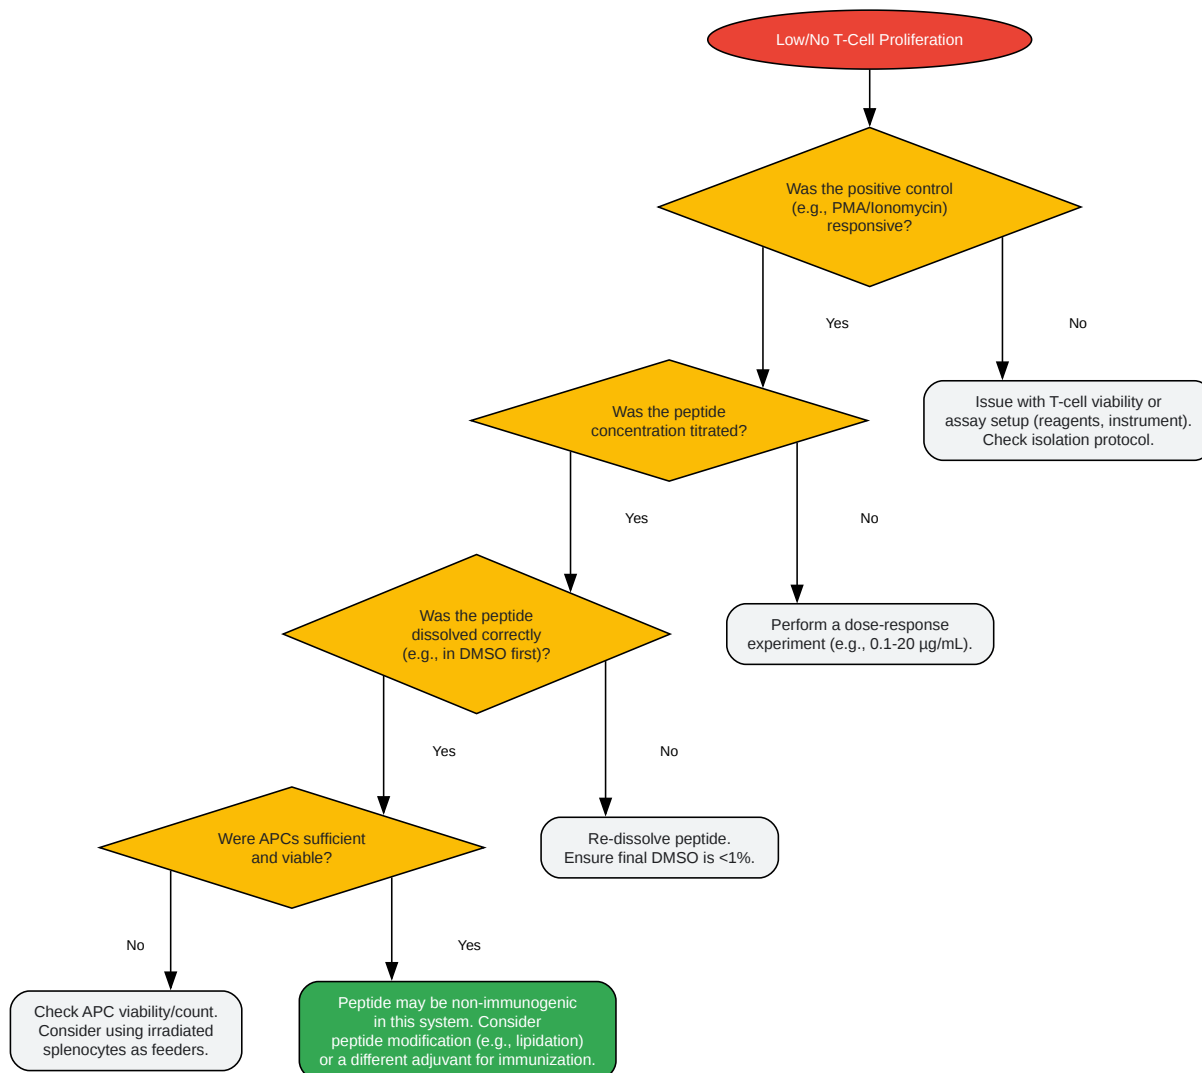 Low/No T-Cell Proliferation
Was the positive control
(e.g., PMA/Ionomycin)
responsive?
Yes
No
Was the peptide
concentration titrated?
Issue with T-cell viability or
assay setup (reagents, instrument).
Check isolation protocol.
Yes
No
Was the peptide
dissolved correctly
(e.g., in DMSO first)?
Perform a dose-response
experiment (e.g., 0.1-20 µg/mL).
Yes
No
Were APCs sufficient
and viable?
Re-dissolve peptide.
Ensure final DMSO is <1%.
No
Yes
Check APC viability/count.
Consider using irradiated
splenocytes as feeders.
Peptide may be non-immunogenic
in this system. Consider
peptide modification (e.g., lipidation)
or a different adjuvant for immunization.